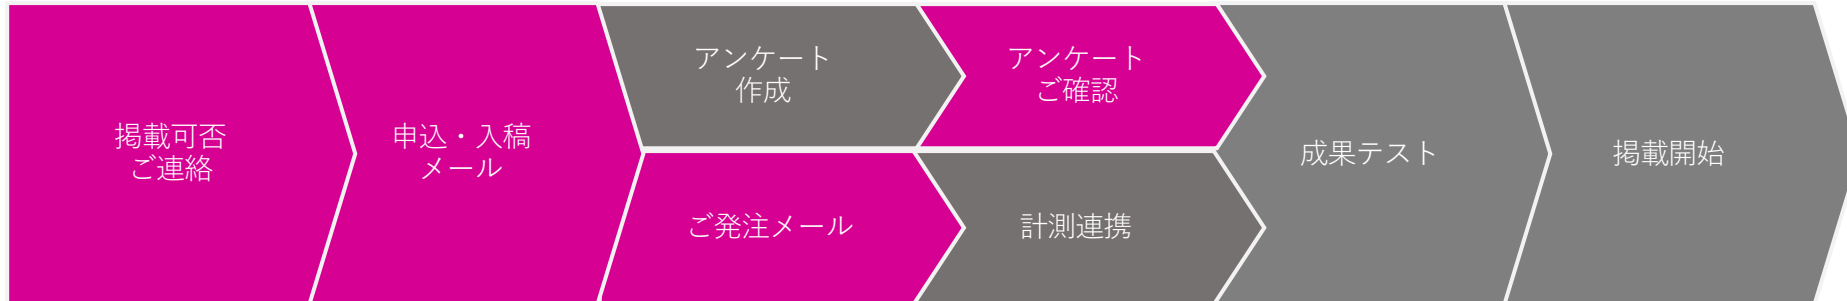 掲載可否
ご連絡
申込・入稿
メール
アンケート
作成
アンケート
ご確認
ご発注メール
計測連携
成果テスト
掲載開始